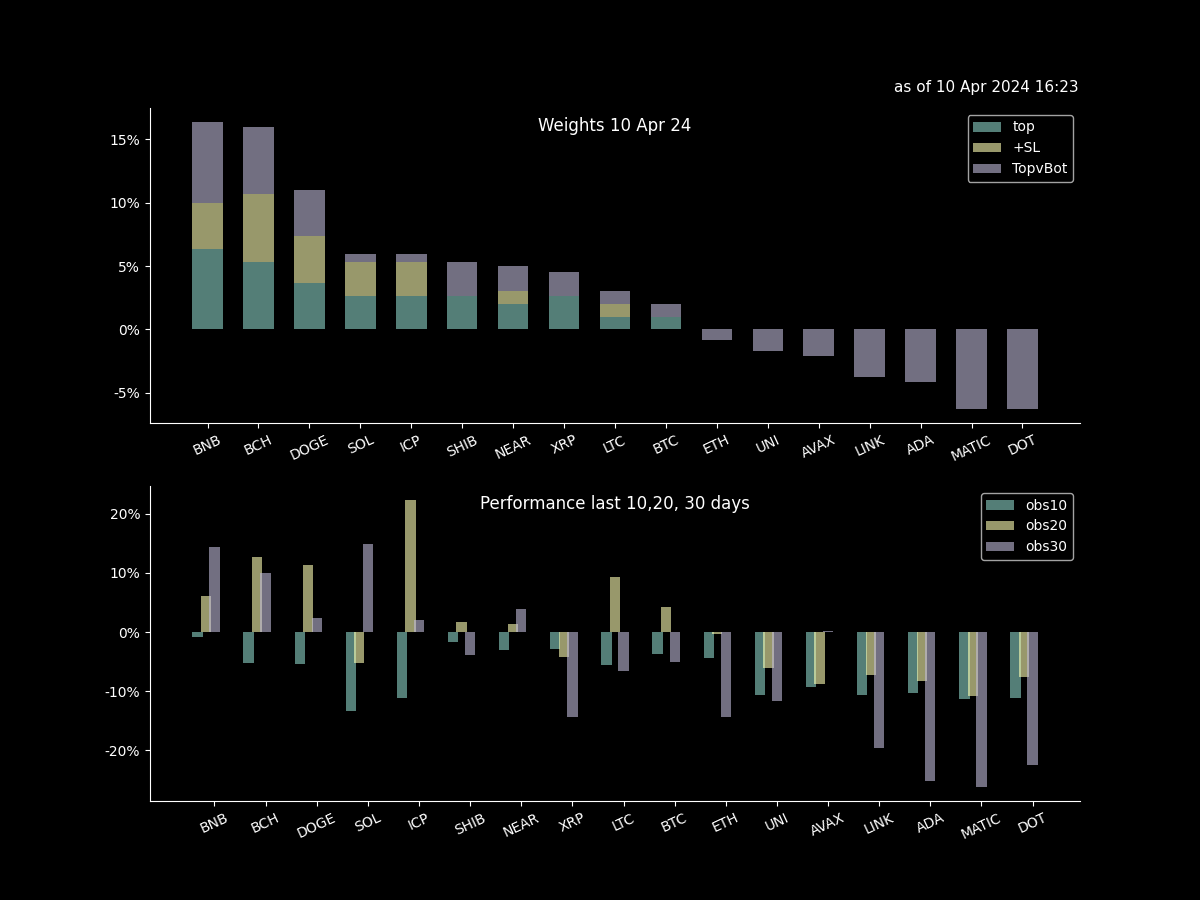 as of 10 Apr 2024 16:23
Weights 10 Apr 24
top
+SL
TopvBot
15%
10%
5%
0%
-5%
BNB BCH DOGE SOL ICP SHIB NEAR XRP LTC BTC ETH UNI AVAX LINK ADA MATIC DOT
Performance last 10,20, 30 days
obs10
obs20
obs30
20%
10%
0%
-10%
-20%
BNB BCH DOGE SOL ICP SHIB NEAR XRP LTC BTC ETH UNI AVAX LINK ADA MATIC DOT